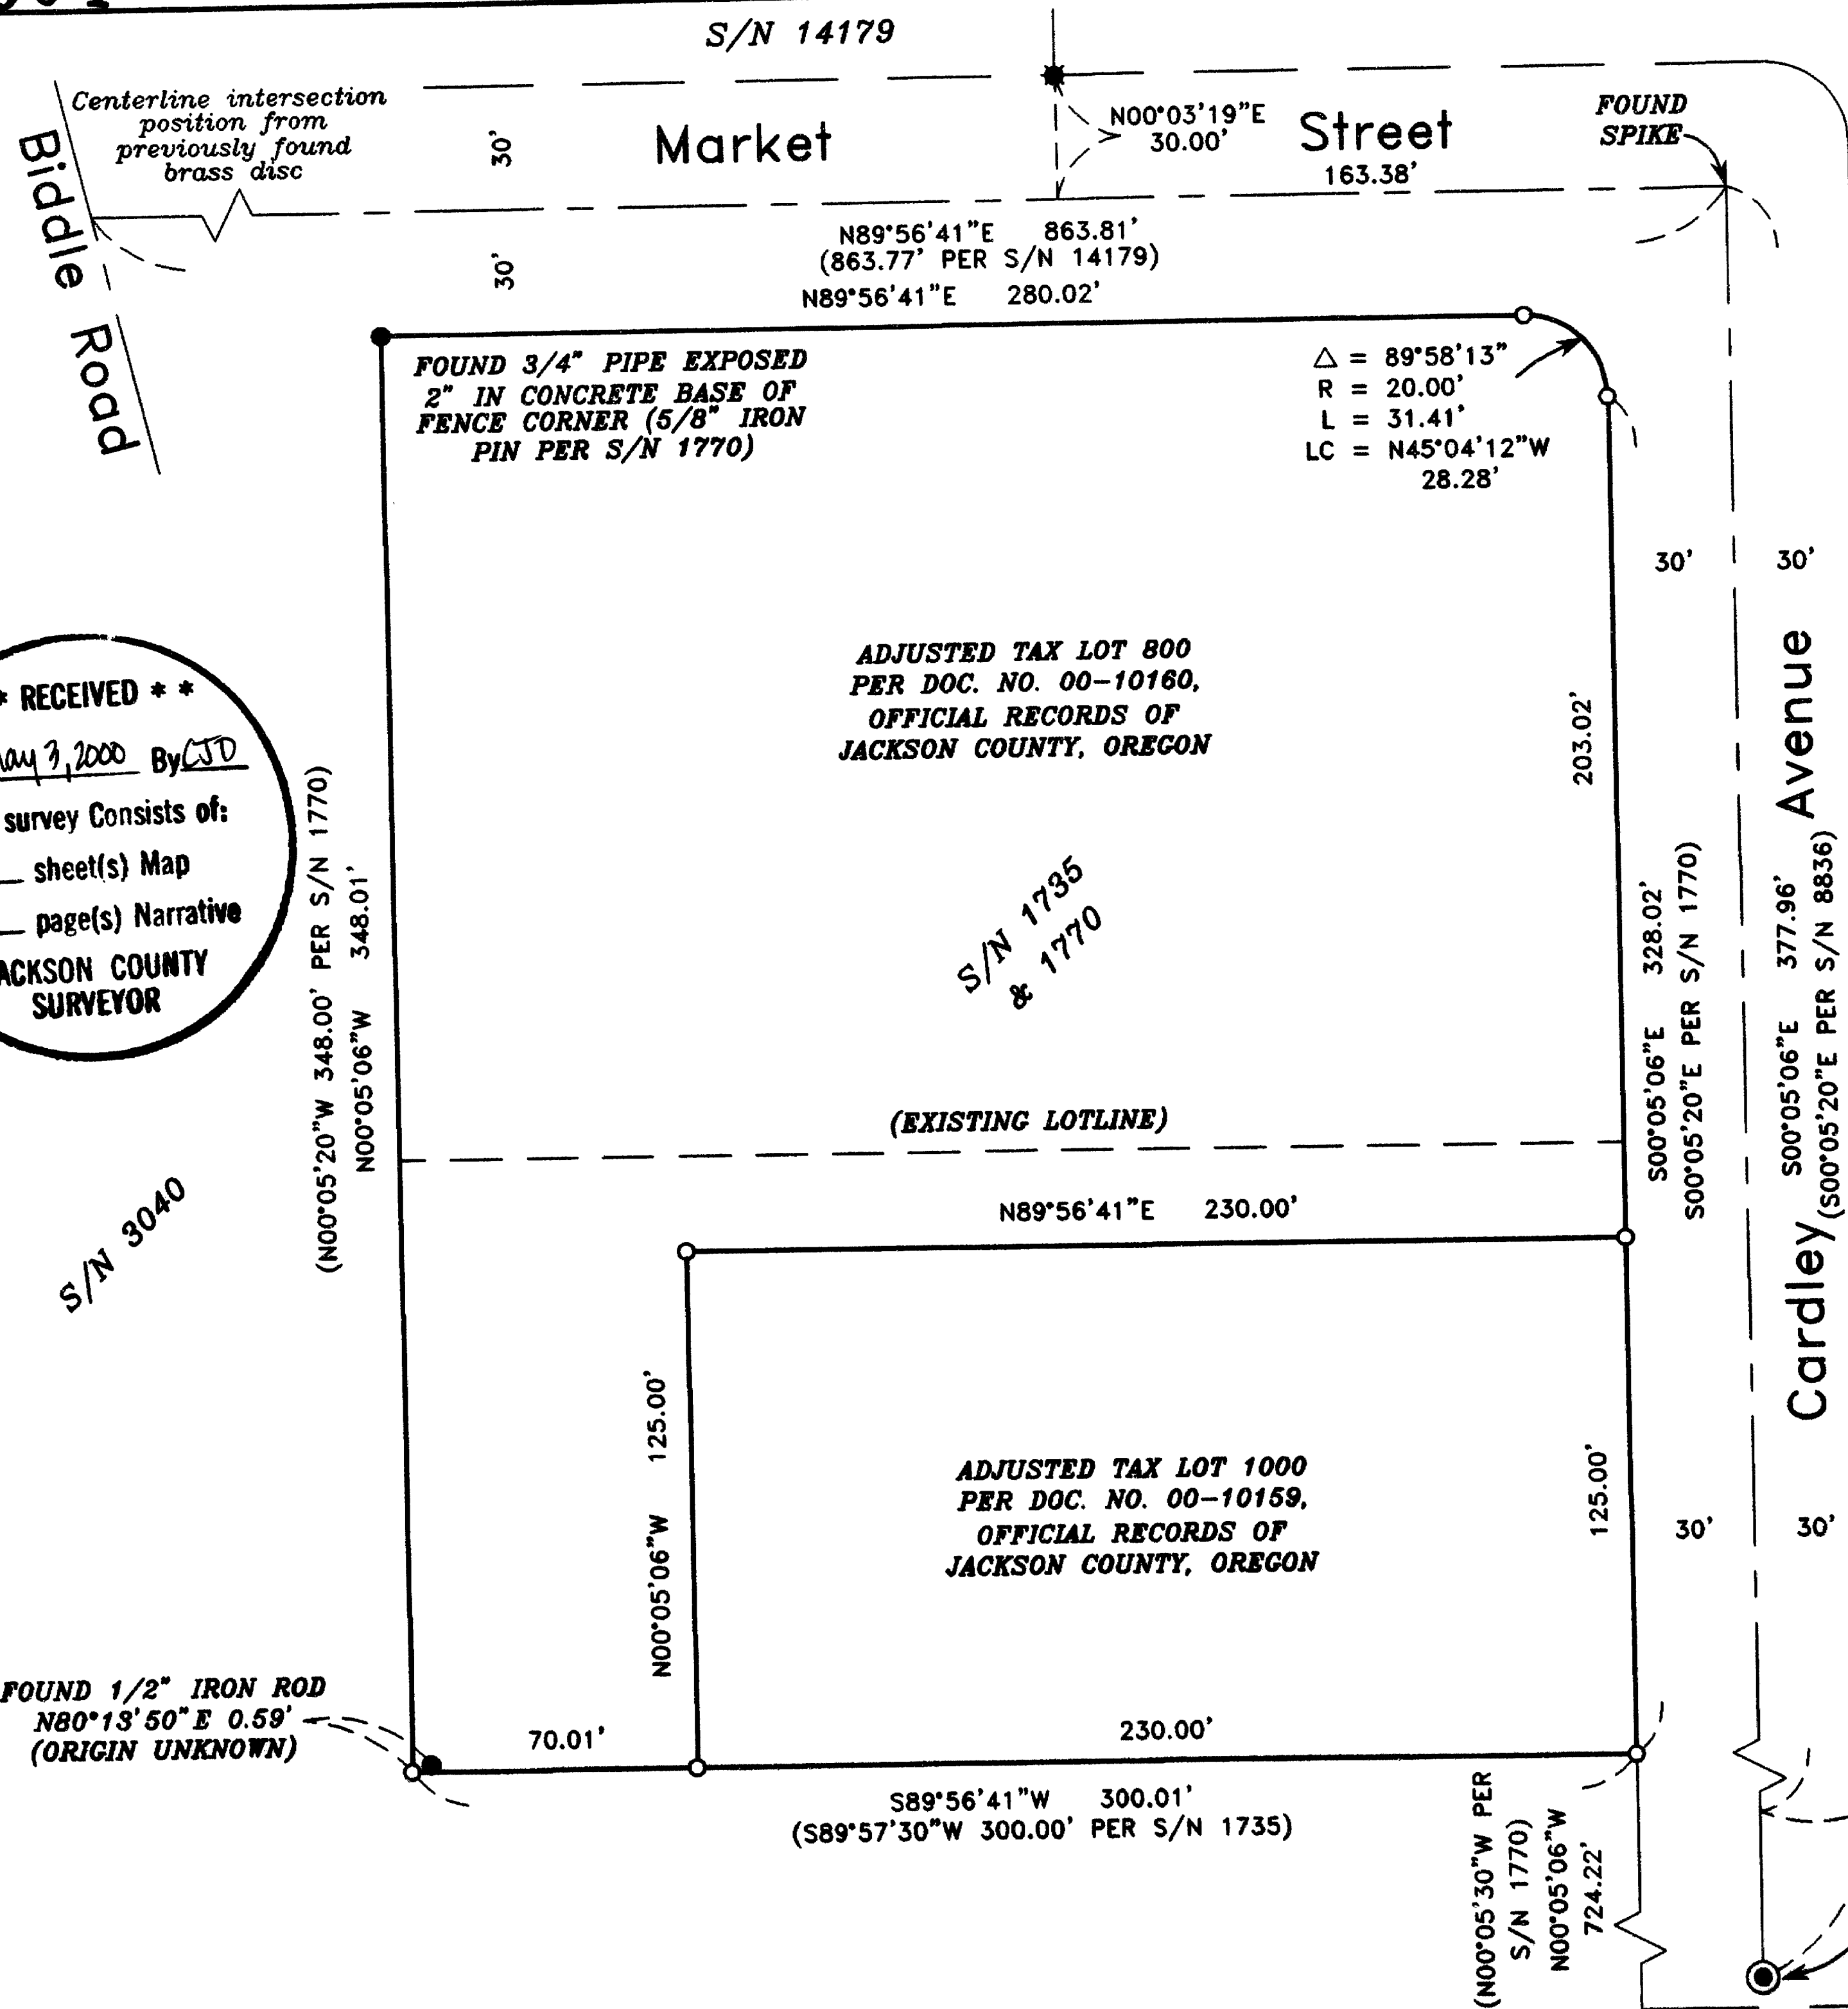 S/N 14179
Centerline intersection
position from
previously found
brass disc
Biddle Road
30'
Market Street
N00°03'19"E
30.00'
163.38'
FOUND
SPIKE
N89°56'41"E 863.81'
(863.77' PER S/N 14179)
30'
N89°56'41"E 280.02'
FOUND 3/4" PIPE EXPOSED
2" IN CONCRETE BASE OF
FENCE CORNER (5/8" IRON
PIN PER S/N 1770)
△ = 89°58'13"
R = 20.00'
L = 31.41'
LC = N45°04'12"W
28.28'
30'
30'
ADJUSTED TAX LOT 800
PER DOC. NO. 00-10160,
OFFICIAL RECORDS OF
JACKSON COUNTY, OREGON
203.02'
* RECEIVED * *
May 3, 2000 By CJD
survey Consists of:
sheet(s) Map
page(s) Narrative
JACKSON COUNTY
SURVEYOR
(N00°05'20"W 348.00' PER S/N 1770)
N00°05'06"W 348.01'
S/N 1735
& 1770
S00°05'06"E 328.02'
S00°05'20"E PER S/N 1770)
Cardley Avenue
S00°05'06"E 377.96'
(S00°05'20"E PER S/N 8836)
S/N 3040
(EXISTING LOTLINE)
N89°56'41"E 230.00'
N00°05'06"W 125.00'
ADJUSTED TAX LOT 1000
PER DOC. NO. 00-10159,
OFFICIAL RECORDS OF
JACKSON COUNTY, OREGON
125.00'
30'
30'
FOUND 1/2" IRON ROD
N80°13'50"E 0.59'
(ORIGIN UNKNOWN)
70.01'
230.00'
S89°56'41"W 300.01'
(S89°57'30"W 300.00' PER S/N 1735)
(N00°05'30"W PER
S/N 1770)
N00°05'06"W
724.22'